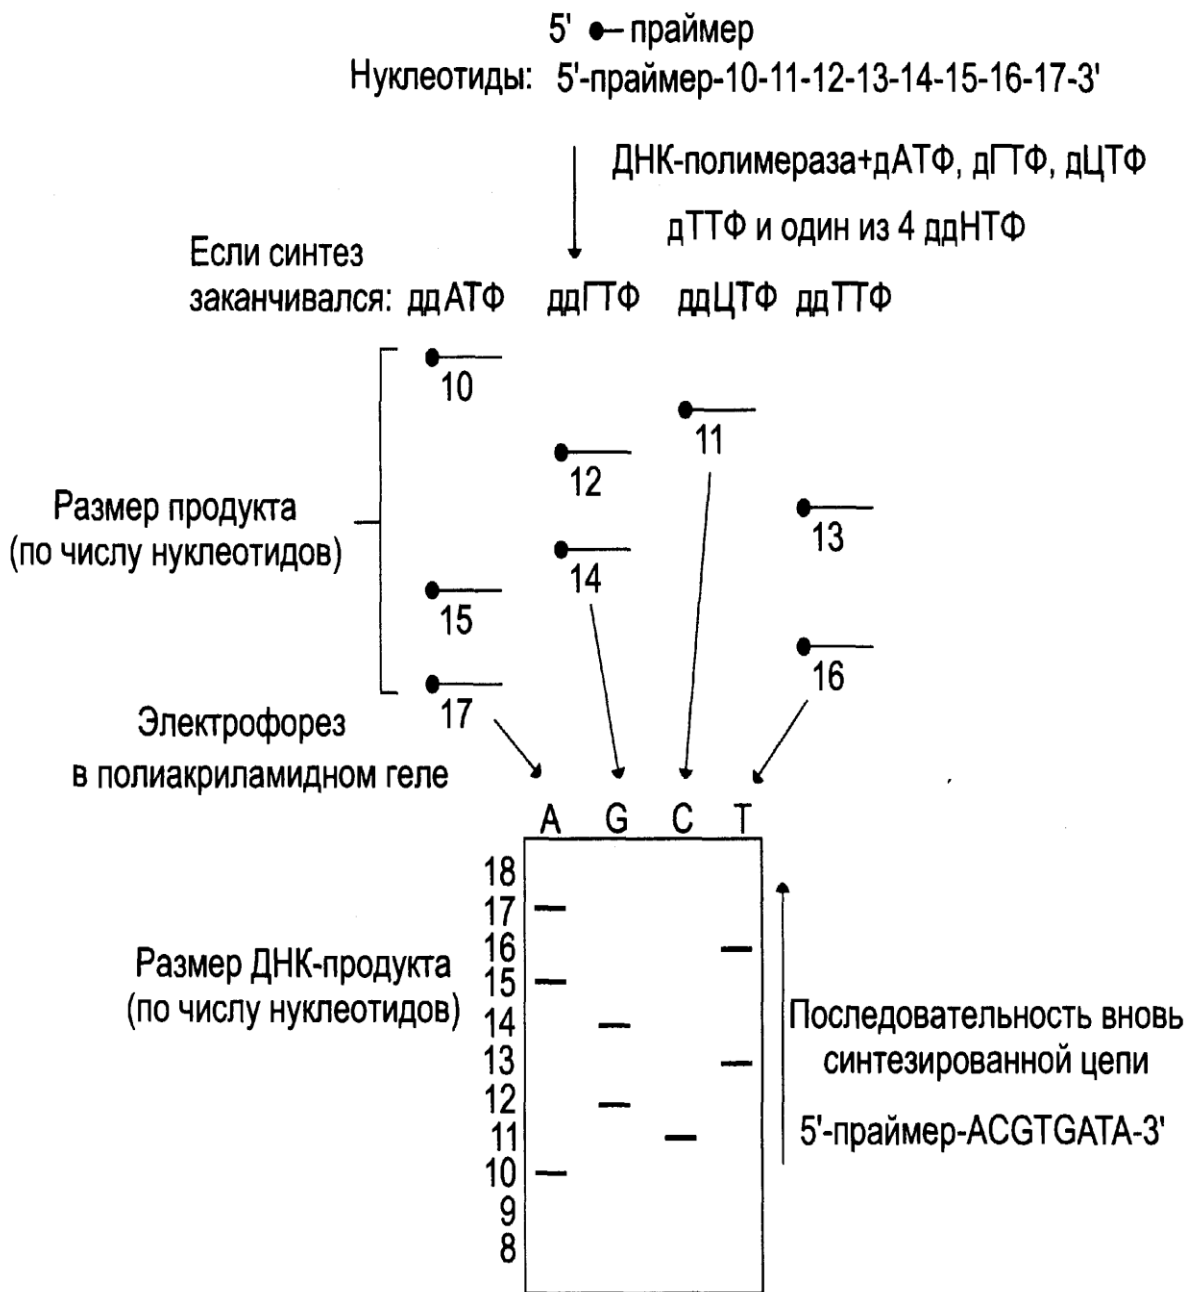 5' праймер
Нуклеотиды: 5'-праймер-10-11-12-13-14-15-16-17-3'
ДНК-полимераза+дАТФ, дГТФ, дЦТФ
дТТФ и один из 4 ддНТФ
Если синтез
заканчивался: ддАТФ ддГТФ ддЦТФ ддТТФ
10
11
12
Размер продукта
(по числу нуклеотидов)
13
14
15
16
17
Электрофорез
в полиакриламидном геле
A G C T
18
17
16
Размер ДНК-продукта
(по числу нуклеотидов)
15
14
13
12
11
10
9
8
Последовательность вновь
синтезированной цепи
5'-праймер-ACGTGATA-3'